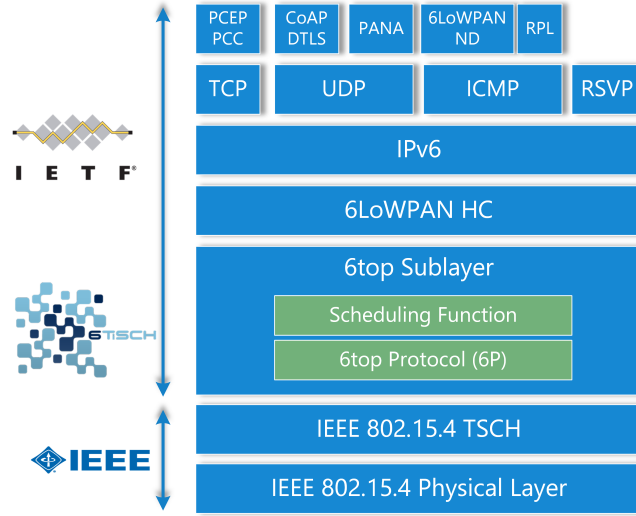 PCEP
PCC
CoAP
DTLS
PANA
6LoWPAN
ND
RPL
TCP
UDP
ICMP
RSVP
IETF®
IPv6
6LoWPAN HC
6top Sublayer
Scheduling Function
6TiSCH
6top Protocol (6P)
IEEE 802.15.4 TSCH
IEEE
IEEE 802.15.4 Physical Layer